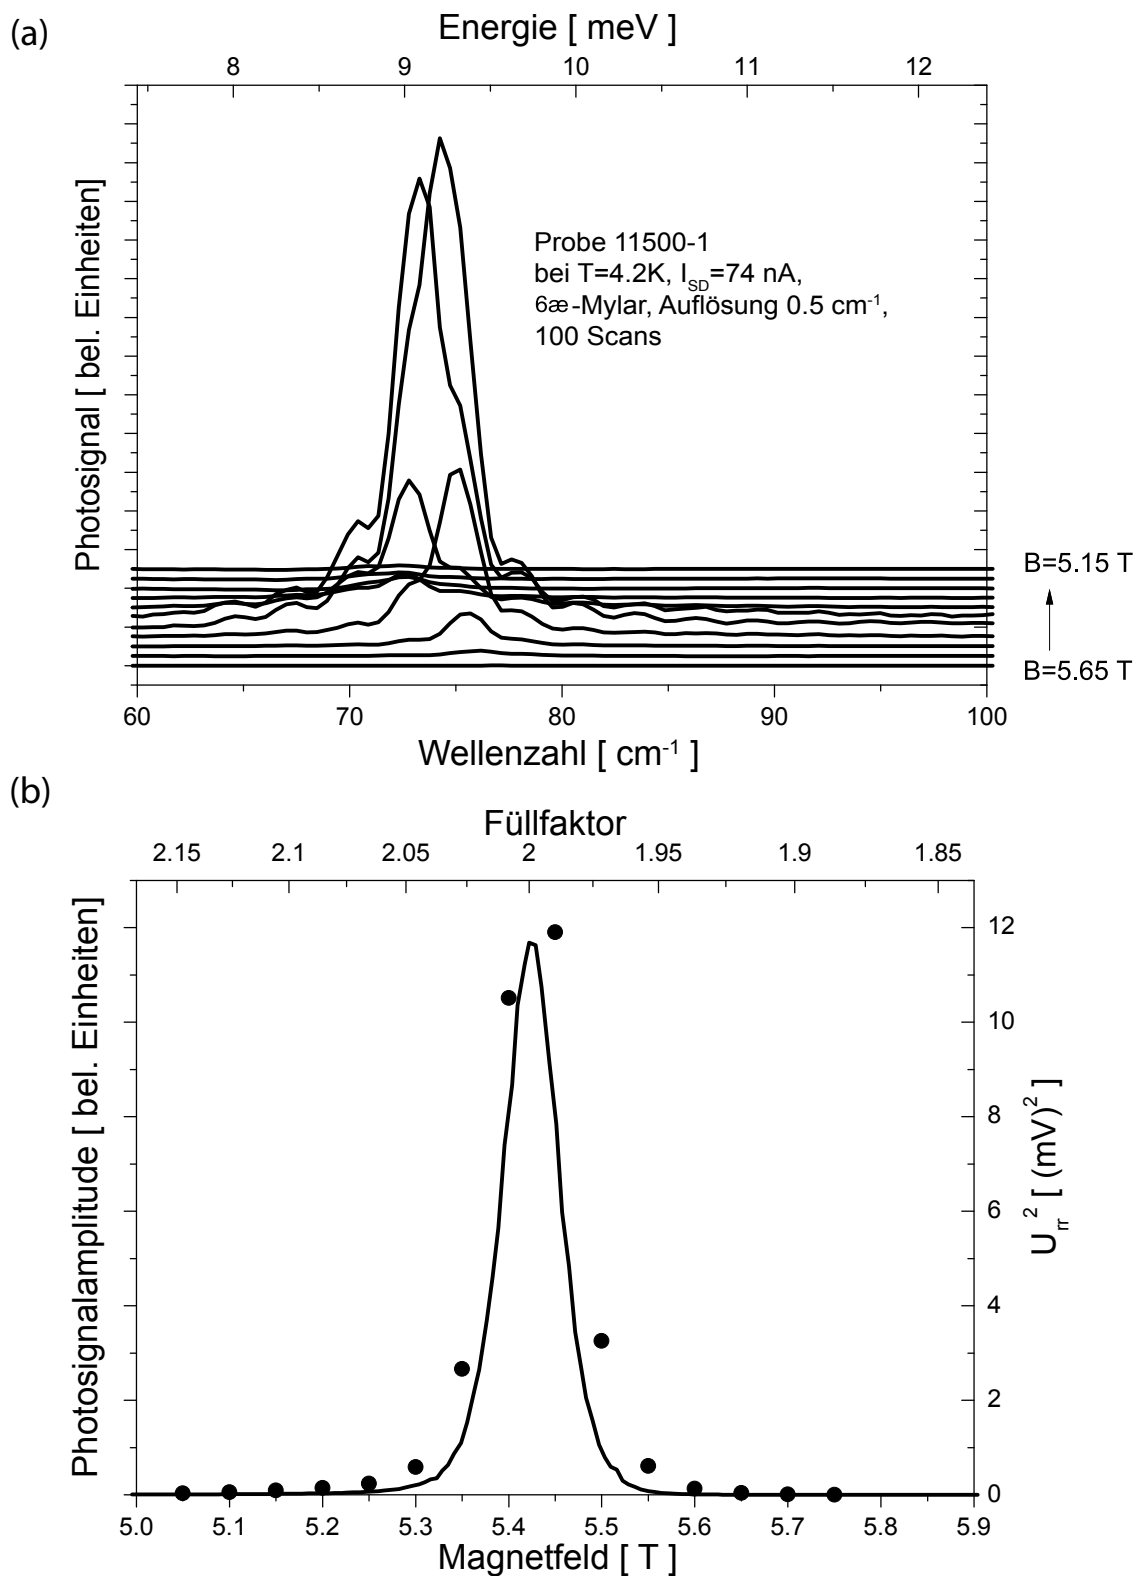 (a)
Energie [ meV ]
8 9 10 11 12
Photosignal [ bel. Einheiten]
Probe 11500-1
bei T=4.2K, I_SD=74 nA,
6æ-Mylar, Auflösung 0.5 cm⁻¹,
100 Scans
B=5.15 T
B=5.65 T
60 70 80 90 100
Wellenzahl [ cm⁻¹ ]
(b)
Füllfaktor
2.15 2.1 2.05 2 1.95 1.9 1.85
Photosignalamplitude [ bel. Einheiten]
12
10
8
6
4
2
0
U_rr² [ (mV)² ]
5.0 5.1 5.2 5.3 5.4 5.5 5.6 5.7 5.8 5.9
Magnetfeld [ T ]